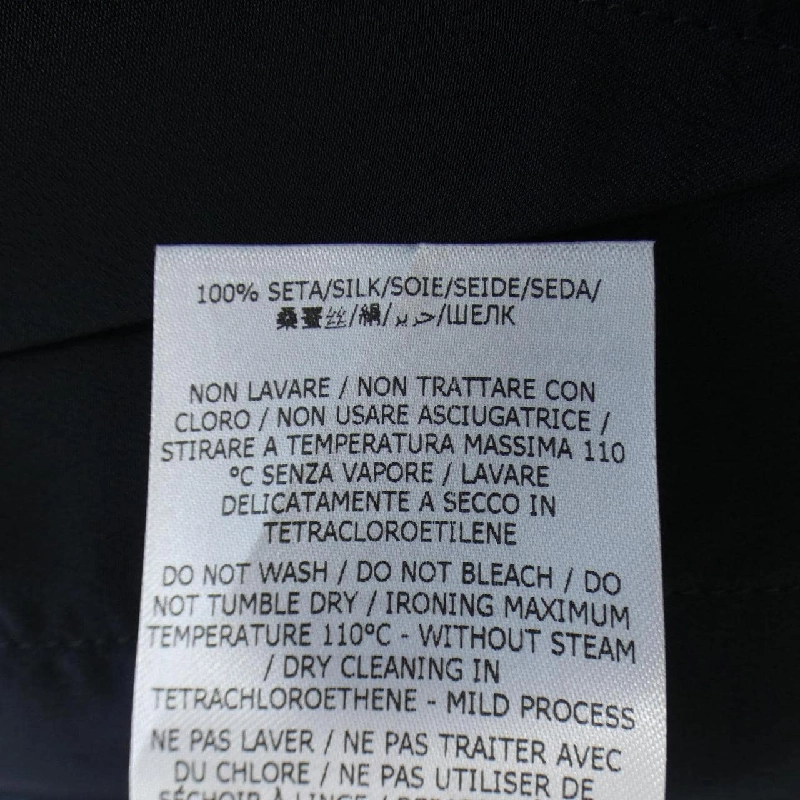 100% SETA/SILK/SOIE/SEIDE/SEDA/
桑蚕丝/絹/حرير/ШЕЛК
NON LAVARE / NON TRATTARE CON
CLORO / NON USARE ASCIUGATRICE /
STIRARE A TEMPERATURA MASSIMA 110
°C SENZA VAPORE / LAVARE
DELICATAMENTE A SECCO IN
TETRACLOROETILENE
DO NOT WASH / DO NOT BLEACH / DO
NOT TUMBLE DRY / IRONING MAXIMUM
TEMPERATURE 110°C - WITHOUT STEAM
/ DRY CLEANING IN
TETRACHLOROETHENE - MILD PROCESS
NE PAS LAVER / NE PAS TRAITER AVEC
DU CHLORE / NE PAS UTILISER DE
SÉCHOIR À LINGE /